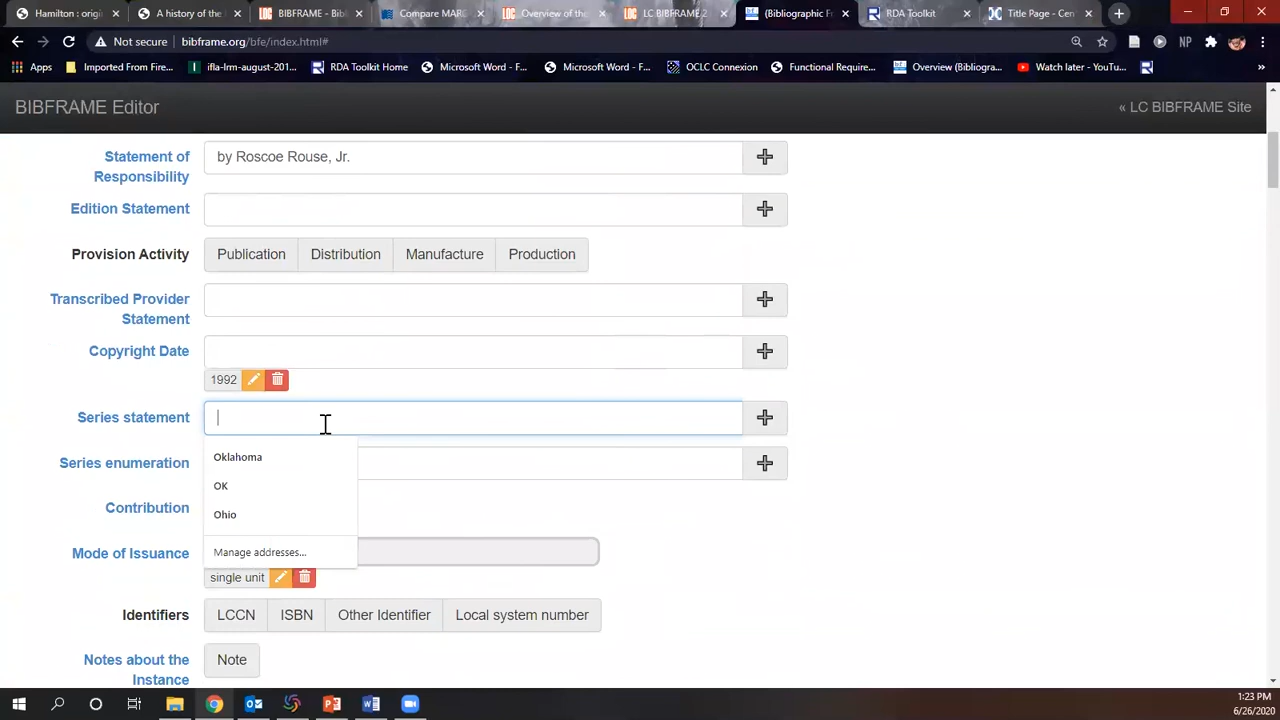 Hamilton : origi
A history of the
BIBFRAME - Bibl
Compare MARC
Overview of the
LC BIBFRAME 2
(Bibliographic Fr
RDA Toolkit
Title Page - Cen
Not secure
bibframe.org/bfe/index.html#
NP
Apps
Imported From Fire...
ifla-lrm-august-201...
RDA Toolkit Home
Microsoft Word - F...
Microsoft Word - F...
OCLC Connexion
Functional Require...
Overview (Bibliogra...
Watch later - YouTu...
»
BIBFRAME Editor
« LC BIBFRAME Site
Statement of
Responsibility
by Roscoe Rouse, Jr.
Edition Statement
Provision Activity
Publication
Distribution
Manufacture
Production
Transcribed Provider
Statement
Copyright Date
1992
Series statement
Oklahoma
Series enumeration
OK
Contribution
Ohio
Mode of Issuance
Manage addresses...
single unit
Identifiers
LCCN
ISBN
Other Identifier
Local system number
Notes about the
Instance
Note
1:23 PM
6/26/2020